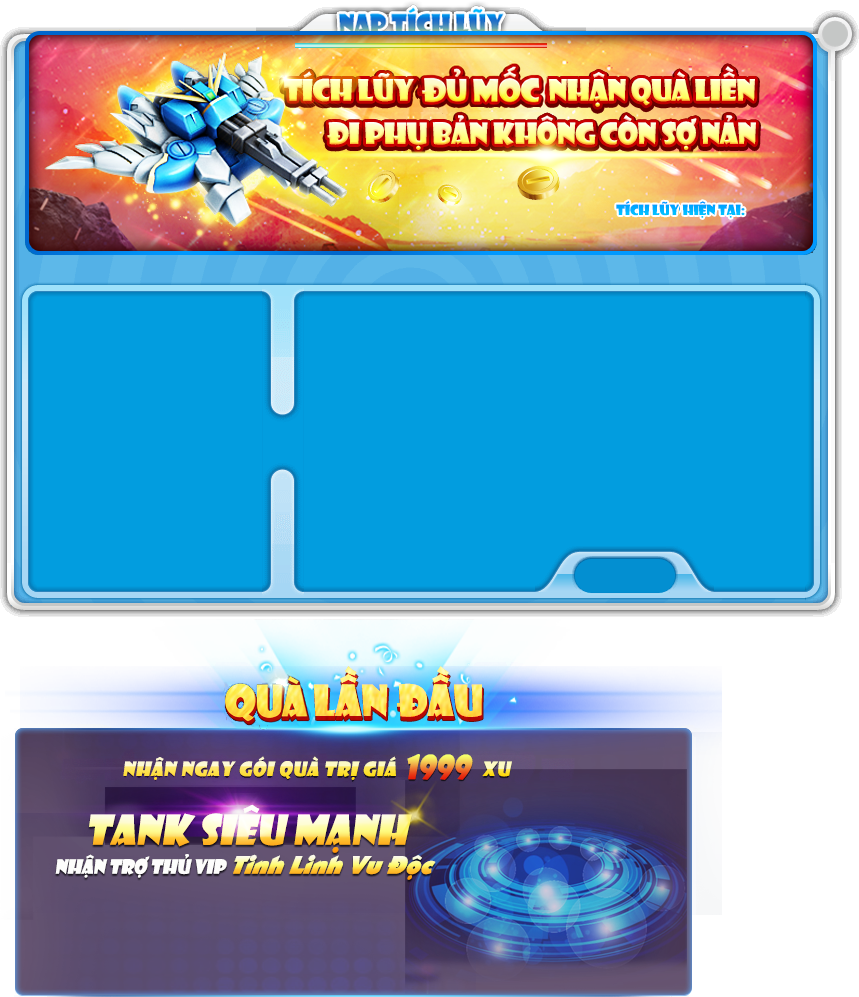 NẠP TÍCH LŨY
TÍCH LŨY ĐỦ MỐC NHẬN QUÀ LIỀN
ĐI PHỤ BẢN KHÔNG CÒN SỢ NẢN
TÍCH LŨY HIỆN TẠI:
QUÀ LẦN ĐẦU
NHẬN NGAY GÓI QUÀ TRỊ GIÁ 1999 XU
TANK SIÊU MẠNH
NHẬN TRỢ THỦ VIP Tinh Linh Vu Độc